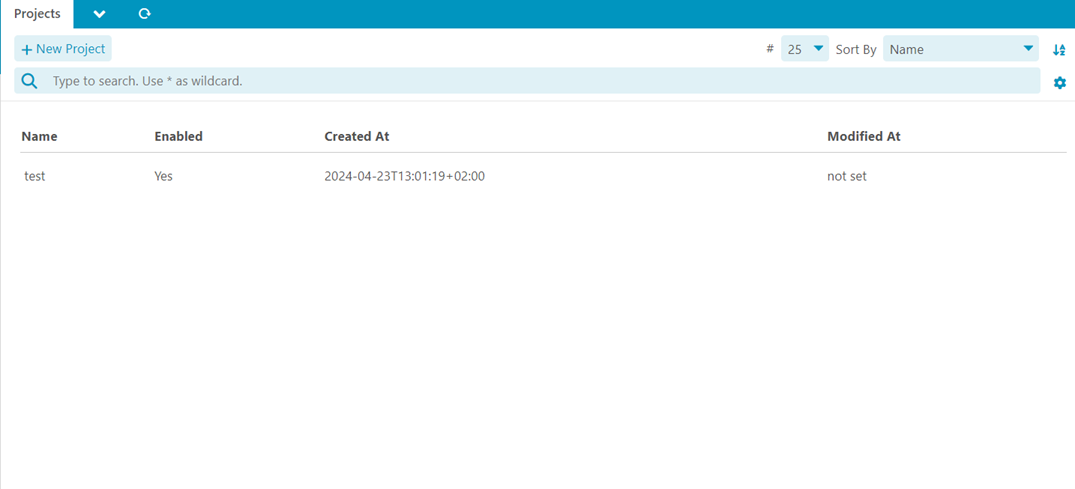 Projects
+ New Project # 25 Sort By Name
Type to search. Use * as wildcard.
Name Enabled Created At Modified At
test Yes 2024-04-23T13:01:19+02:00 not set